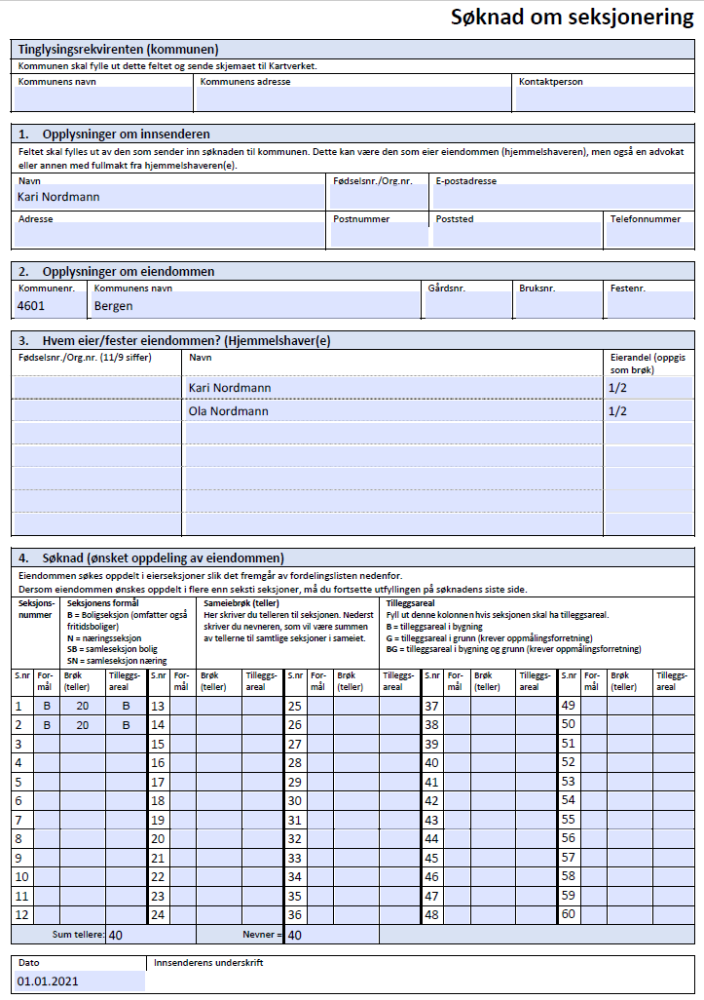 Søknad om seksjonering
Tinglysingsrekvirenten (kommunen)
Kommunen skal fylle ut dette feltet og sende skjemaet til Kartverket.
Kommunens navn Kommunens adresse Kontaktperson
1. Opplysninger om innsenderen
Feltet skal fylles ut av den som sender inn søknaden til kommunen. Dette kan være den som eier eiendommen (hjemmelshaveren), men også en advokat
eller annen med fullmakt fra hjemmelshaveren(e).
Navn Fødselsnr./Org.nr. E-postadresse
Kari Nordmann
Adresse Postnummer Poststed Telefonnummer
2. Opplysninger om eiendommen
Kommunenr. Kommunens navn Gårdsnr. Bruksnr. Festenr.
4601 Bergen
3. Hvem eier/fester eiendommen? (Hjemmelshaver(e)
Fødselsnr./Org.nr. (11/9 siffer) Navn Eierandel (oppgis
som brøk)
Kari Nordmann 1/2
Ola Nordmann 1/2
4. Søknad (ønsket oppdeling av eiendommen)
Eiendommen søkes oppdelt i eierseksjoner slik det fremgår av fordelingslisten nedenfor.
Dersom eiendommen ønskes oppdelt i flere enn seksti seksjoner, må du fortsette utfyllingen på søknadens siste side.
Seksjons-
nummer
Seksjonens formål
B = Boligseksjon (omfatter også
fritidsboliger)
N = næringsseksjon
SB = samleseksjon bolig
SN = samleseksjon næring
Sameiebrøk (teller)
Her skriver du telleren til seksjonen. Nederst
skriver du nevneren, som vil være summen
av tellerne til samtlige seksjoner i sameiet.
Tilleggsareal
Fyll ut denne kolonnen hvis seksjonen skal ha tilleggsareal.
B = tilleggsareal i bygning
G = tilleggsareal i grunn (krever oppmålingsforretning)
BG = tilleggsareal i bygning og grunn (krever oppmålingsforretning)
S.nr For- Brøk Tilleggs- S.nr For- Brøk Tilleggs- S.nr For- Brøk Tilleggs- S.nr For- Brøk Tilleggs- S.nr For- Brøk Tilleggs-
mål (teller) areal mål (teller) areal mål (teller) areal mål (teller) areal mål (teller) areal
1 B 20 B 13 25 37 49
2 B 20 B 14 26 38 50
3 15 27 39 51
4 16 28 40 52
5 17 29 41 53
6 18 30 42 54
7 19 31 43 55
8 20 32 44 56
9 21 33 45 57
10 22 34 46 58
11 23 35 47 59
12 24 36 48 60
Sum tellere: 40 Nevner = 40
Dato Innsenderens underskrift
01.01.2021